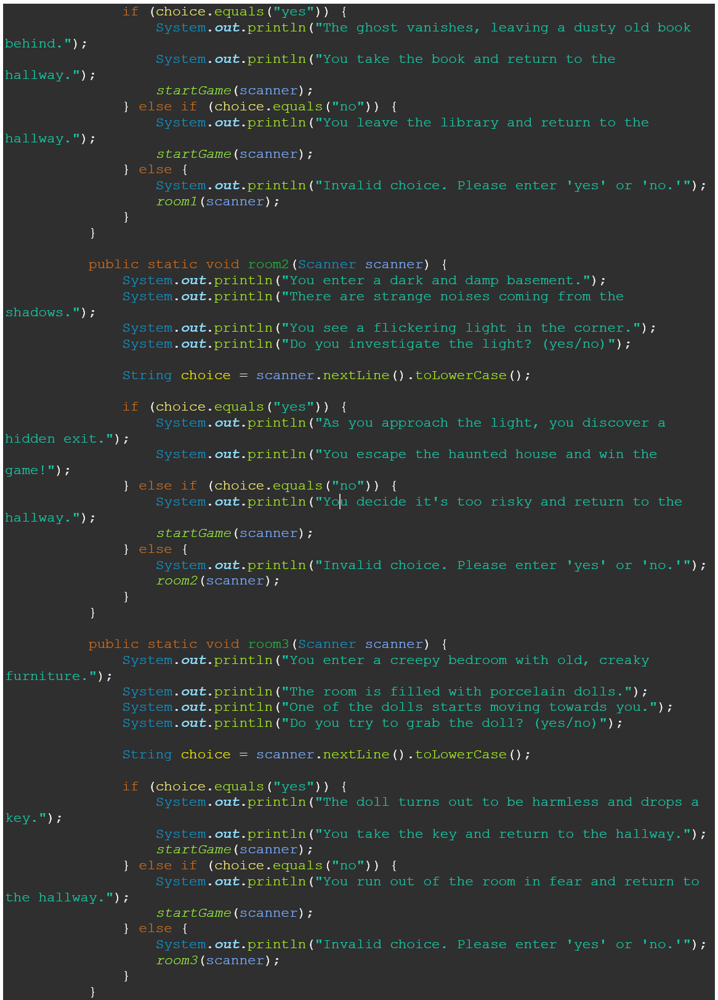 if (choice.equals("yes")) {
System.out.println("The ghost vanishes, leaving a dusty old book
behind.");
System.out.println("You take the book and return to the
hallway.");
startGame(scanner);
} else if (choice.equals("no")) {
System.out.println("You leave the library and return to the
hallway.");
startGame(scanner);
} else {
System.out.println("Invalid choice. Please enter 'yes' or 'no.'");
room1(scanner);
}
}
public static void room2(Scanner scanner) {
System.out.println("You enter a dark and damp basement.");
System.out.println("There are strange noises coming from the
shadows.");
System.out.println("You see a flickering light in the corner.");
System.out.println("Do you investigate the light? (yes/no)");
String choice = scanner.nextLine().toLowerCase();
if (choice.equals("yes")) {
System.out.println("As you approach the light, you discover a
hidden exit.");
System.out.println("You escape the haunted house and win the
game!");
} else if (choice.equals("no")) {
System.out.println("You decide it's too risky and return to the
hallway.");
startGame(scanner);
} else {
System.out.println("Invalid choice. Please enter 'yes' or 'no.'");
room2(scanner);
}
}
public static void room3(Scanner scanner) {
System.out.println("You enter a creepy bedroom with old, creaky
furniture.");
System.out.println("The room is filled with porcelain dolls.");
System.out.println("One of the dolls starts moving towards you.");
System.out.println("Do you try to grab the doll? (yes/no)");
String choice = scanner.nextLine().toLowerCase();
if (choice.equals("yes")) {
System.out.println("The doll turns out to be harmless and drops a
key.");
System.out.println("You take the key and return to the hallway.");
startGame(scanner);
} else if (choice.equals("no")) {
System.out.println("You run out of the room in fear and return to
the hallway.");
startGame(scanner);
} else {
System.out.println("Invalid choice. Please enter 'yes' or 'no.'");
room3(scanner);
}
}